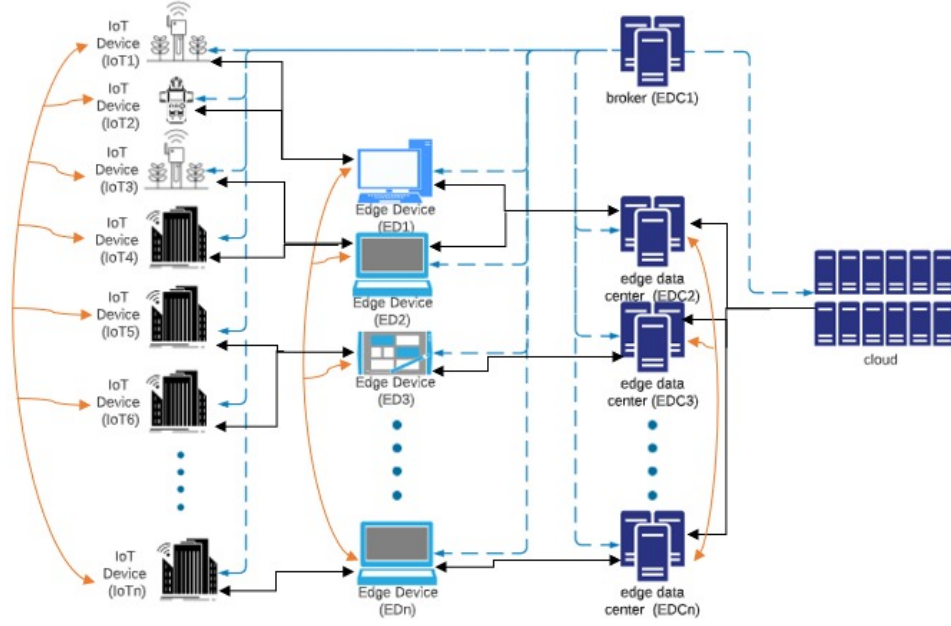 IoT
Device
(IoT1)
IoT
Device
(IoT2)
IoT
Device
(IoT3)
IoT
Device
(IoT4)
IoT
Device
(IoT5)
IoT
Device
(IoT6)
IoT
Device
(IoTn)
Edge Device
(ED1)
Edge Device
(ED2)
Edge Device
(ED3)
Edge Device
(EDn)
broker (EDC1)
edge data
center (EDC2)
edge data
center (EDC3)
edge data
center (EDCn)
cloud